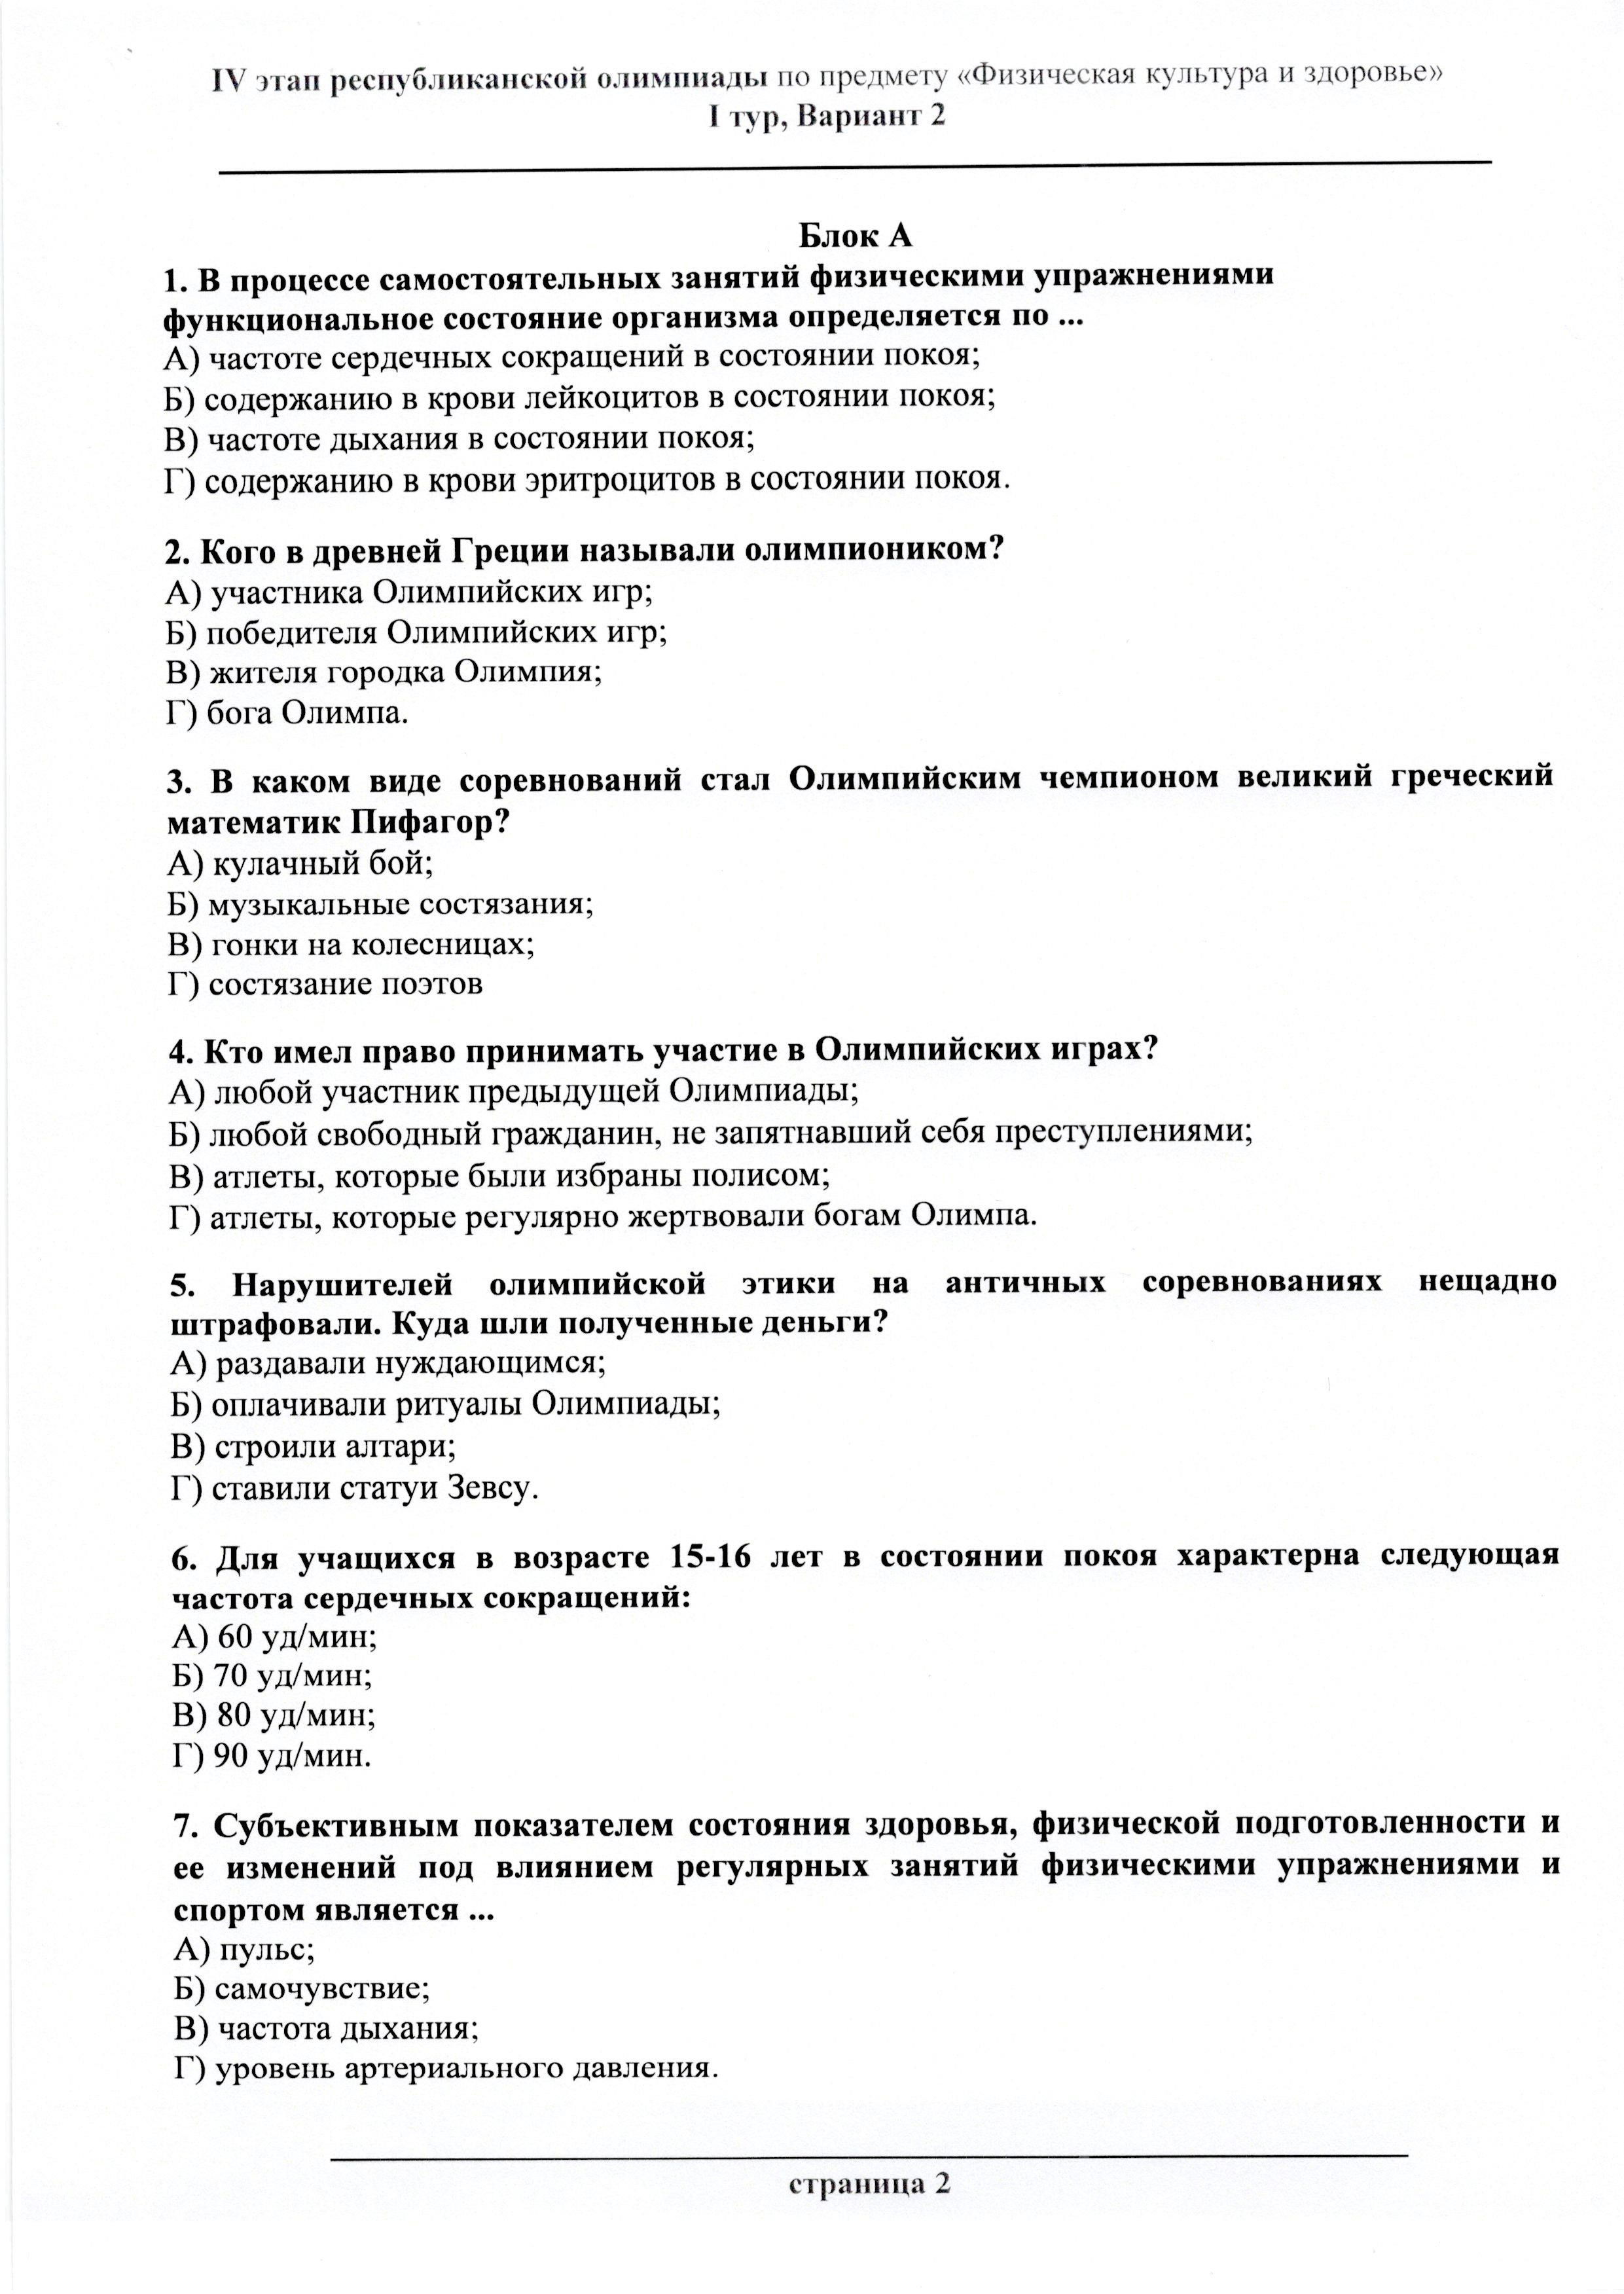 IV этап республиканской олимпиады по предмету «Физическая культура и здоровье»
I тур, Вариант 2
Блок А
1. В процессе самостоятельных занятий физическими упражнениями
функциональное состояние организма определяется по ...
А) частоте сердечных сокращений в состоянии покоя;
Б) содержанию в крови лейкоцитов в состоянии покоя;
В) частоте дыхания в состоянии покоя;
Г) содержанию в крови эритроцитов в состоянии покоя.
2. Кого в древней Греции называли олимпиоником?
А) участника Олимпийских игр;
Б) победителя Олимпийских игр;
В) жителя городка Олимпия;
Г) бога Олимпа.
3. В каком виде соревнований стал Олимпийским чемпионом великий греческий
математик Пифагор?
А) кулачный бой;
Б) музыкальные состязания;
В) гонки на колесницах;
Г) состязание поэтов
4. Кто имел право принимать участие в Олимпийских играх?
А) любой участник предыдущей Олимпиады;
Б) любой свободный гражданин, не запятнавший себя преступлениями;
В) атлеты, которые были избраны полисом;
Г) атлеты, которые регулярно жертвовали богам Олимпа.
5. Нарушителей олимпийской этики на античных соревнованиях нещадно
штрафовали. Куда шли полученные деньги?
А) раздавали нуждающимся;
Б) оплачивали ритуалы Олимпиады;
В) строили алтари;
Г) ставили статуи Зевсу.
6. Для учащихся в возрасте 15-16 лет в состоянии покоя характерна следующая
частота сердечных сокращений:
А) 60 уд/мин;
Б) 70 уд/мин;
В) 80 уд/мин;
Г) 90 уд/мин.
7. Субъективным показателем состояния здоровья, физической подготовленности и
ее изменений под влиянием регулярных занятий физическими упражнениями и
спортом является ...
А) пульс;
Б) самочувствие;
В) частота дыхания;
Г) уровень артериального давления.
страница 2